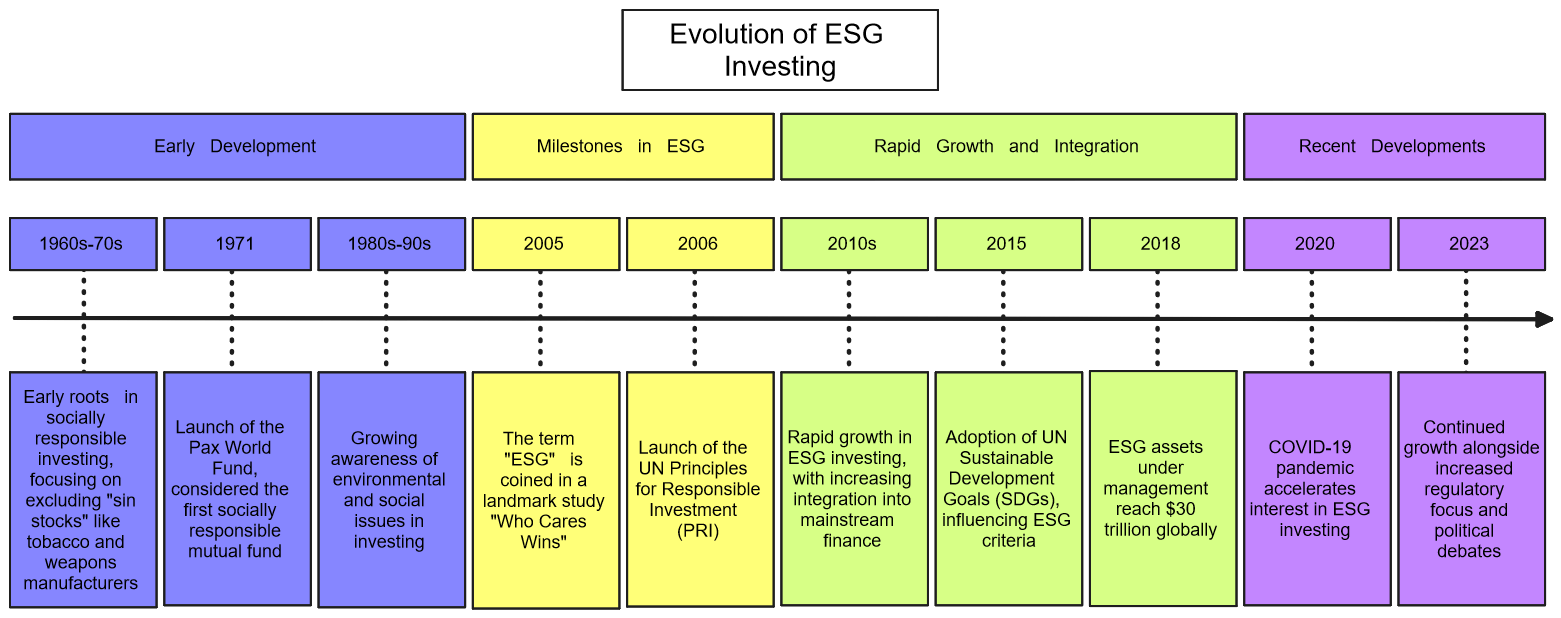 Evolution of ESG
Investing
Early Development
Milestones in ESG
Rapid Growth and Integration
Recent Developments
1960s-70s
1971
1980s-90s
2005
2006
2010s
2015
2018
2020
2023
Early roots in
socially
responsible
investing,
focusing on
excluding "sin
stocks" like
tobacco and
weapons
manufacturers
Launch of the
Pax World
Fund,
considered the
first socially
responsible
mutual fund
Growing
awareness of
environmental
and social
issues in
investing
The term
"ESG" is
coined in a
landmark study
"Who Cares
Wins"
Launch of the
UN Principles
for Responsible
Investment
(PRI)
Rapid growth in
ESG investing,
with increasing
integration into
mainstream
finance
Adoption of UN
Sustainable
Development
Goals (SDGs),
influencing ESG
criteria
ESG assets
under
management
reach $30
trillion globally
COVID-19
pandemic
accelerates
interest in ESG
investing
Continued
growth alongside
increased
regulatory
focus and
political
debates